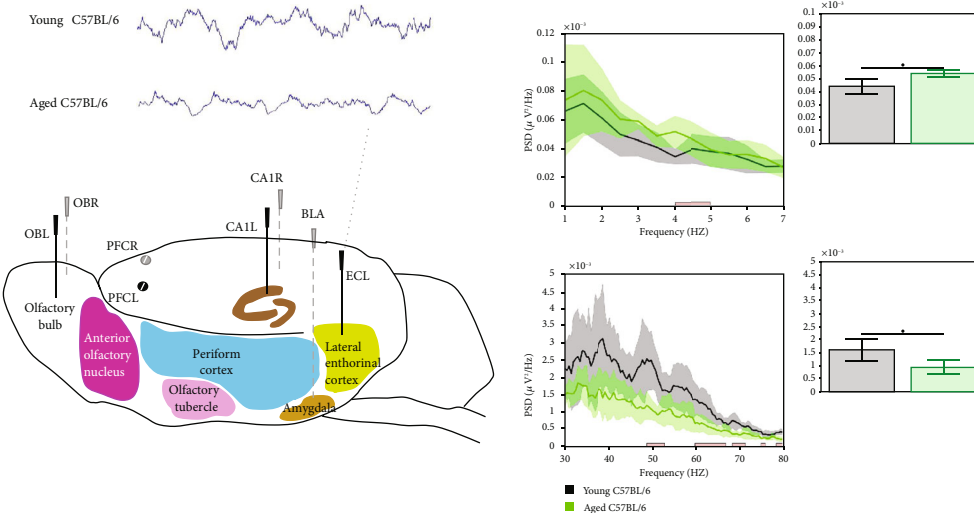 Young C57BL/6
Aged C57BL/6
OBR
OBL
CA1R
CA1L
BLA
PFCR
ECL
PFCL
Olfactory
bulb
Anterior
olfactory
nucleus
Periform
cortex
Lateral
enthorinal
cortex
Olfactory
tubercle
Amygdala
×10⁻³
0.12
0.1
0.08
0.06
0.04
0.02
0
PSD (μ V²/Hz)
1 2 3 4 5 6 7
Frequency (HZ)
×10⁻³
0.1
0.09
0.08
0.07
0.06
0.05
0.04
0.03
0.02
0.01
0
×10⁻³
5
4.5
4
3.5
3
2.5
2
1.5
1
0.5
0
PSD (μ V²/Hz)
30 40 50 60 70 80
Frequency (HZ)
×10⁻³
5
4.5
4
3.5
3
2.5
2
1.5
1
0.5
0
Young C57BL/6
Aged C57BL/6